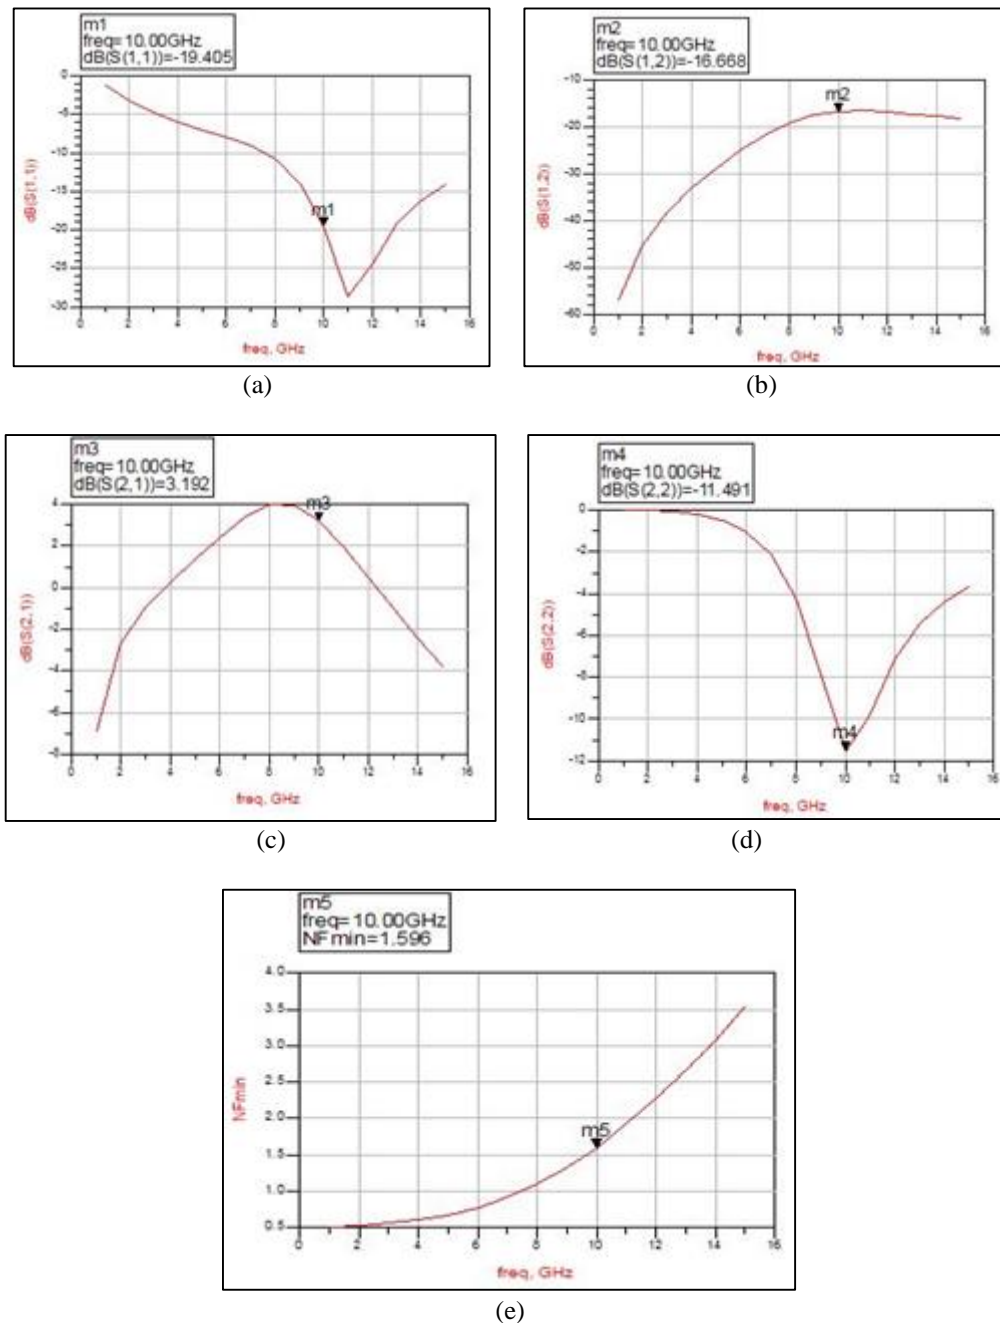 m1
freq=10.00GHz
dB(S(1,1))=-19.405
0
-5
-10
-15
-20
-25
-30
dB(S(1,1))
m1
0 2 4 6 8 10 12 14 16
freq, GHz
(a)
m2
freq=10.00GHz
dB(S(1,2))=-16.668
-10
-20
-30
-40
-50
-60
dB(S(1,2))
m2
0 2 4 6 8 10 12 14 16
freq, GHz
(b)
m3
freq=10.00GHz
dB(S(2,1))=3.192
4
2
0
-2
-4
-6
-8
dB(S(2,1))
m3
0 2 4 6 8 10 12 14 16
freq, GHz
(c)
m4
freq=10.00GHz
dB(S(2,2))=-11.491
0
-2
-4
-6
-8
-10
-12
dB(S(2,2))
m4
0 2 4 6 8 10 12 14 16
freq, GHz
(d)
m5
freq=10.00GHz
NFmin=1.596
4.0
3.5
3.0
2.5
2.0
1.5
1.0
0.5
NFmin
m5
0 2 4 6 8 10 12 14 16
freq, GHz
(e)